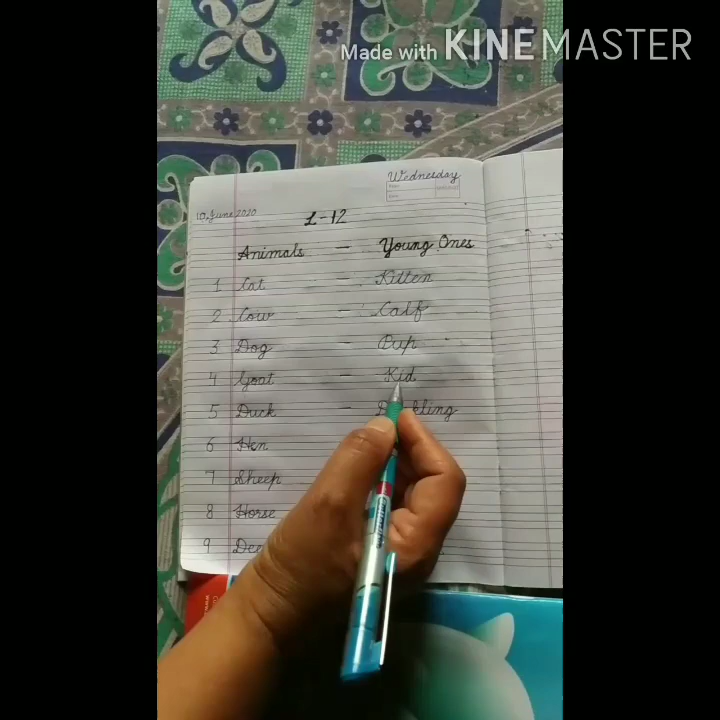 Made with KINEMASTER
Wednesday
10, June 2020
L-12
Animals - Young Ones
1 Cat - Kitten
2 Cow - Calf
3 Dog - Pup
4 Goat - Kid
5 Duck -
6 Hen
7 Sheep
8 Horse
9